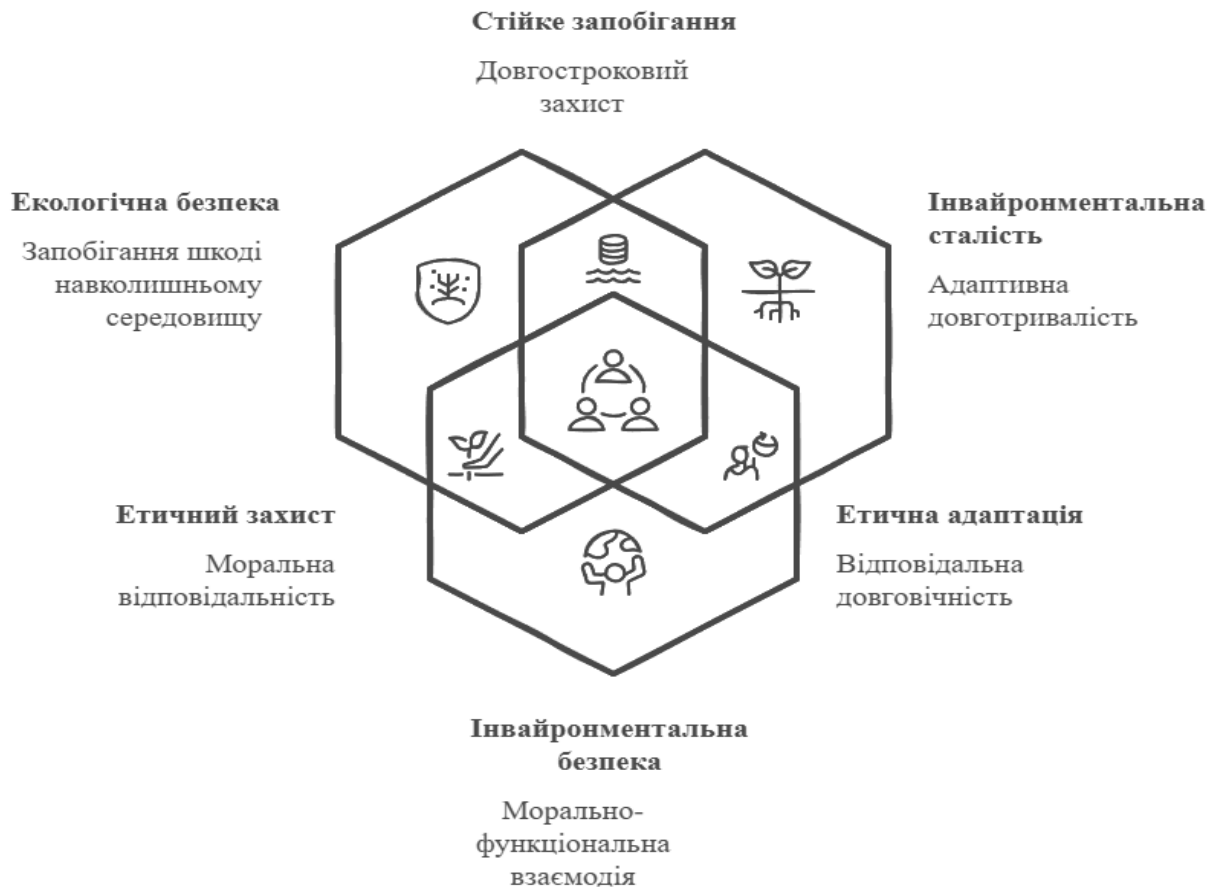 Стійке запобігання
Довгостроковий
захист
Екологічна безпека
Запобігання шкоді
навколишньому
середовищу
Інвайронментальна
сталість
Адаптивна
довготривалість
Етичний захист
Моральна
відповідальність
Етична адаптація
Відповідальна
довговічність
Інвайронментальна
безпека
Морально-
функціональна
взаємодія